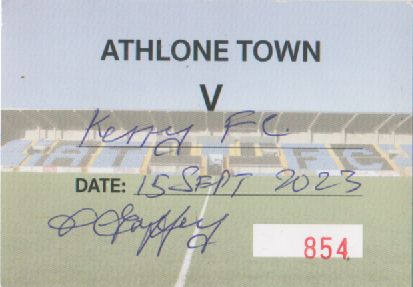 ATHLONE TOWN
V
Kerry FC
DATE: 15 SEPT 2023
854